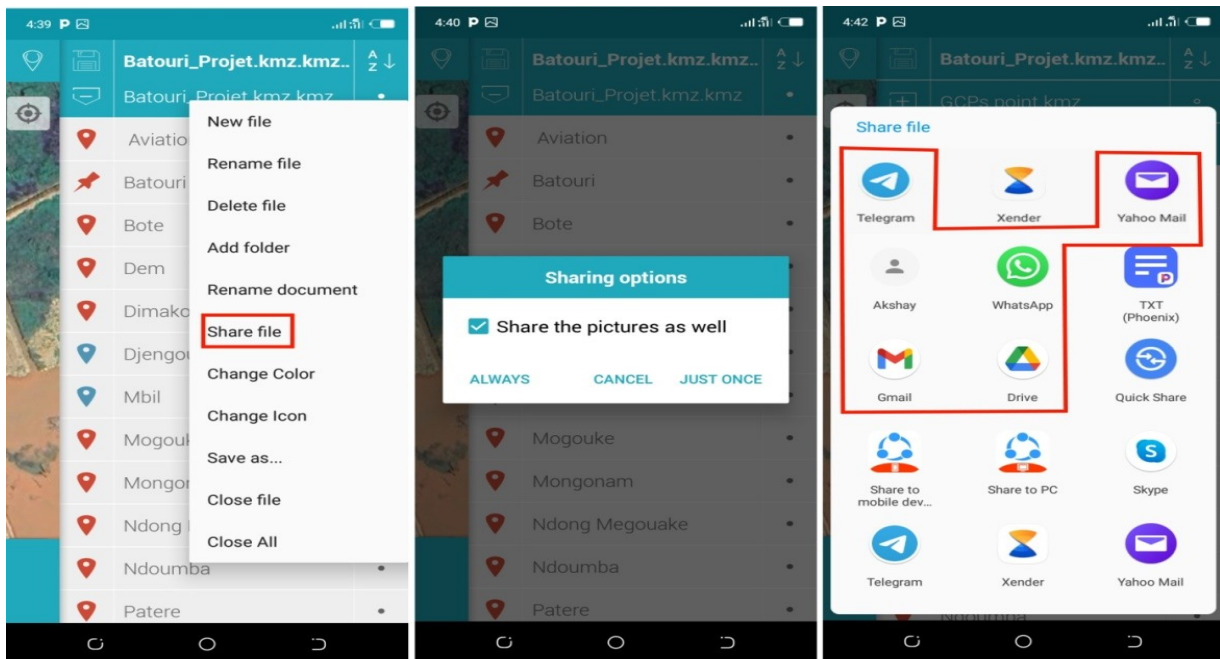 4:39 P
Batouri_Projet.kmz.kmz..
A
Z
Batouri_Projet.kmz.kmz
Aviatio
Batouri
Bote
Dem
Dimako
Djengou
Mbil
Mogouk
Mongon
Ndong
Ndoumba
Patere
New file
Rename file
Delete file
Add folder
Rename document
Share file
Change Color
Change Icon
Save as...
Close file
Close All
4:40 P
Batouri_Projet.kmz.kmz..
A
Z
Batouri_Projet.kmz.kmz
Aviation
Batouri
Bote
Sharing options
Share the pictures as well
ALWAYS CANCEL JUST ONCE
Mogouke
Mongonam
Ndong Megouake
Ndoumba
Patere
4:42 P
Batouri_Projet.kmz.kmz..
A
Z
GCPs point.kmz
Share file
Telegram Xender Yahoo Mail
Akshay WhatsApp TXT
(Phoenix)
Gmail Drive Quick Share
Share to
mobile dev...
Share to PC Skype
Telegram Xender Yahoo Mail
Ndoumba